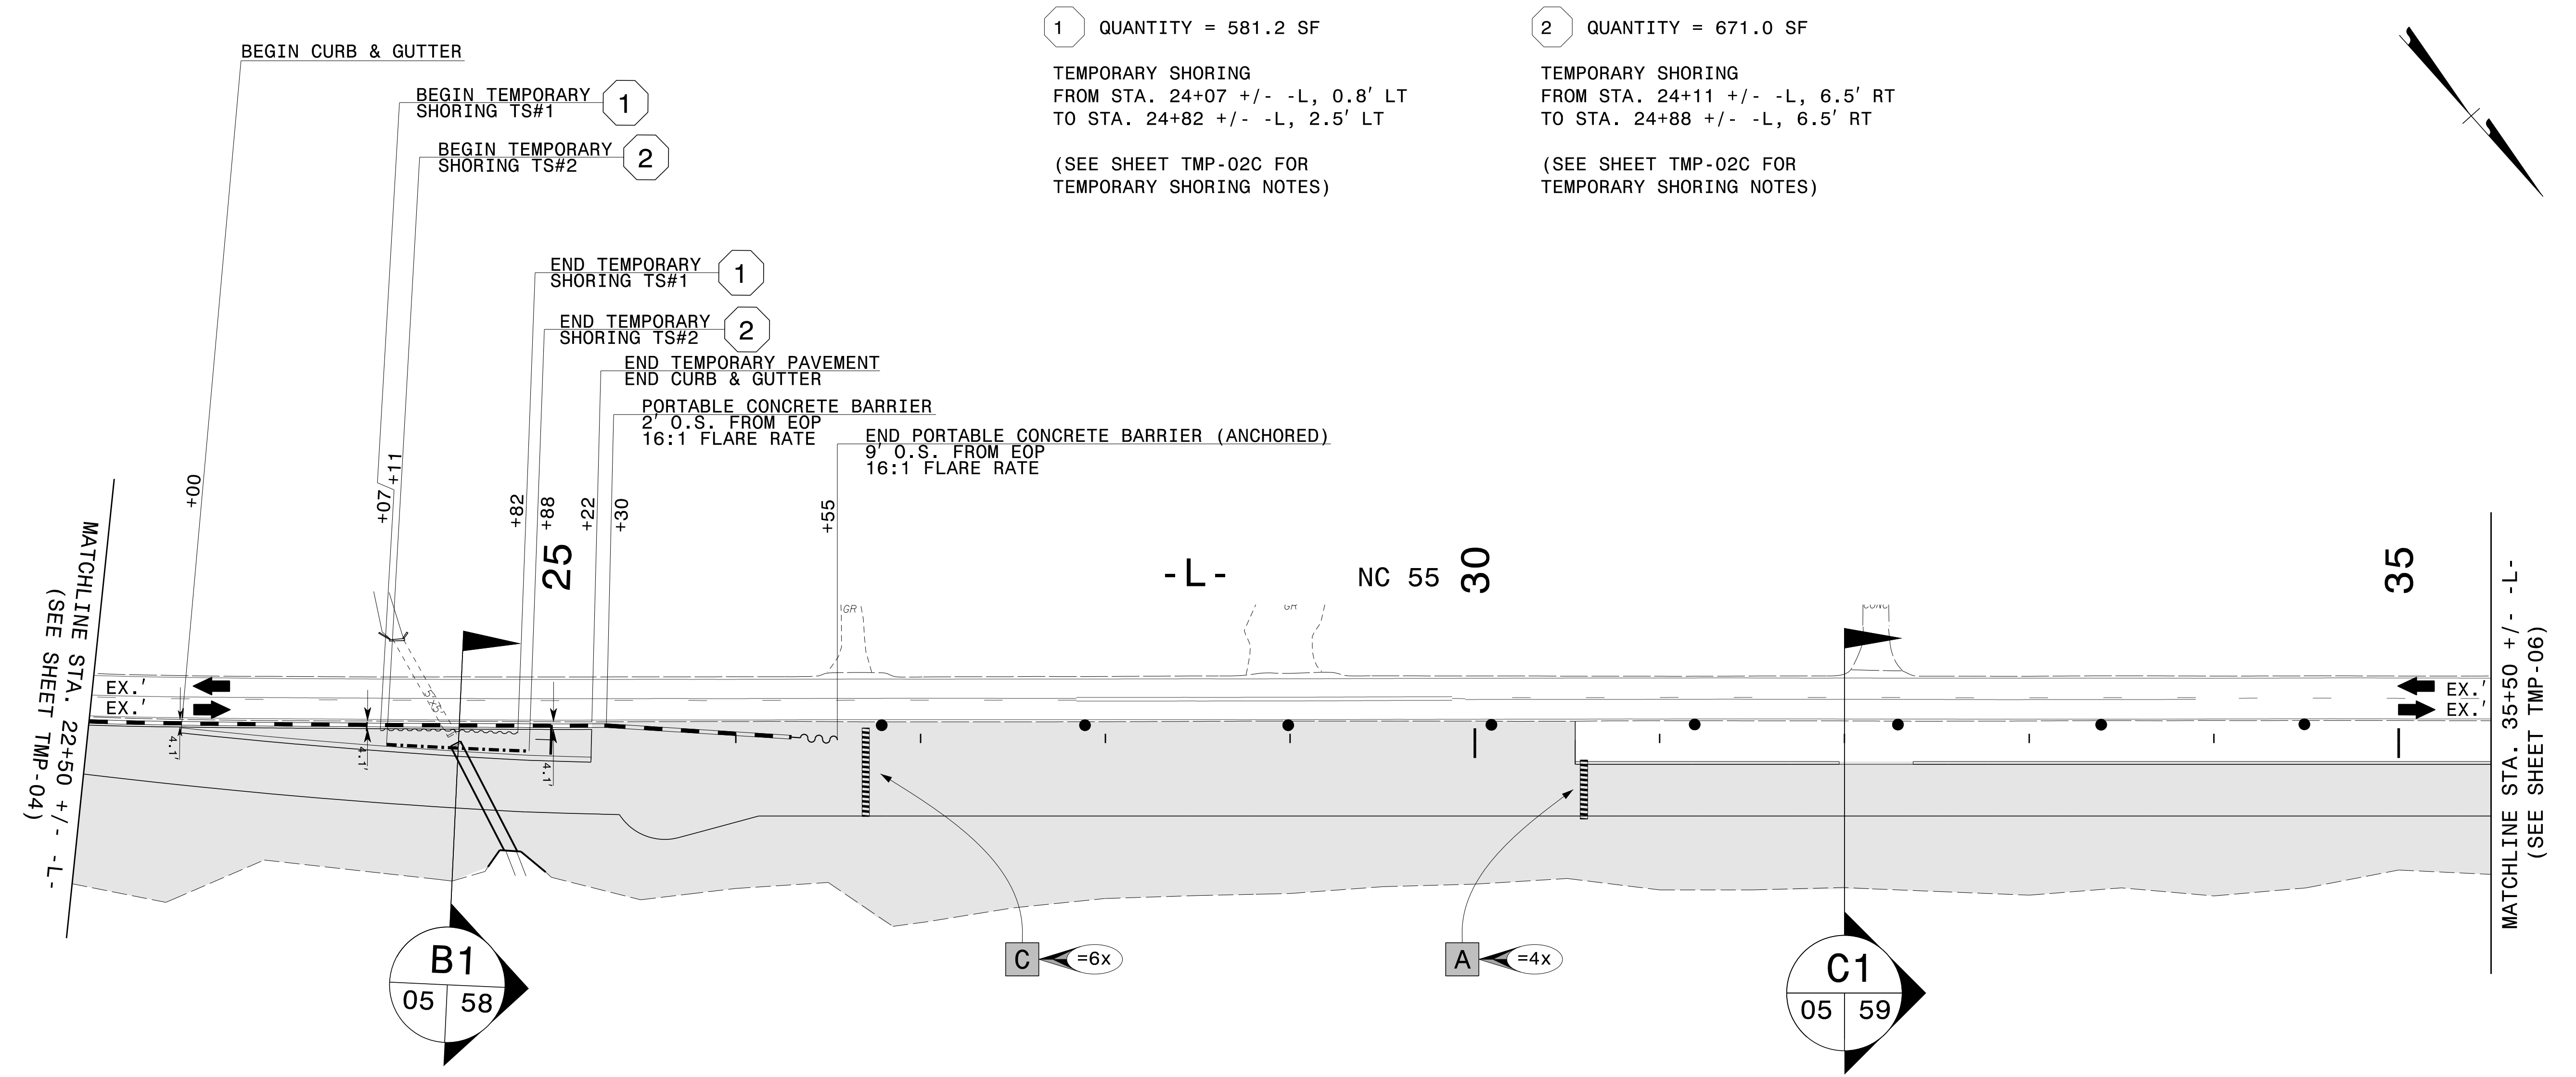 BEGIN CURB & GUTTER
BEGIN TEMPORARY
SHORING TS#1
1
BEGIN TEMPORARY
SHORING TS#2
2
END TEMPORARY
SHORING TS#1
1
END TEMPORARY
SHORING TS#2
2
END TEMPORARY PAVEMENT
END CURB & GUTTER
PORTABLE CONCRETE BARRIER
2' O.S. FROM EOP
16:1 FLARE RATE
END PORTABLE CONCRETE BARRIER (ANCHORED)
9' O.S. FROM EOP
16:1 FLARE RATE
1 QUANTITY = 581.2 SF
TEMPORARY SHORING
FROM STA. 24+07 +/- -L, 0.8' LT
TO STA. 24+82 +/- -L, 2.5' LT
(SEE SHEET TMP-02C FOR
TEMPORARY SHORING NOTES)
2 QUANTITY = 671.0 SF
TEMPORARY SHORING
FROM STA. 24+11 +/- -L, 6.5' RT
TO STA. 24+88 +/- -L, 6.5' RT
(SEE SHEET TMP-02C FOR
TEMPORARY SHORING NOTES)
+00
+07
+11
+82
+88
+22
+30
+55
25
-L-
NC 55
30
35
MATCHLINE STA. 22+50 +/- -L-
(SEE SHEET TMP-04)
EX.'
EX.'
GR
GR
CONC
5'X5'
4.1'
4.1'
4.1'
EX.'
EX.'
MATCHLINE STA. 35+50 +/- -L-
(SEE SHEET TMP-06)
B1
05 58
C =6x
A =4x
C1
05 59